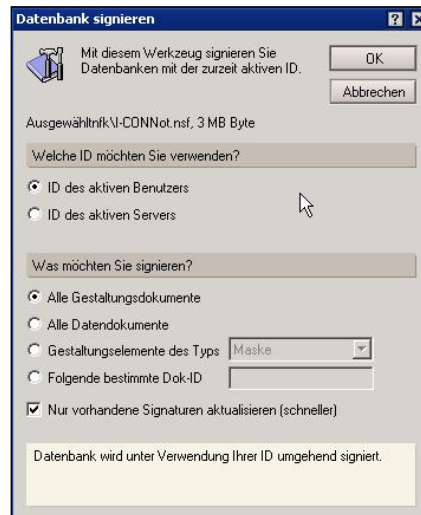 Datenbank signieren
Mit diesem Werkzeug signieren Sie
Datenbanken mit der zurzeit aktiven ID.
OK
Abbrechen
Ausgewähltnfk\I-CONNot.nsf, 3 MB Byte
Welche ID möchten Sie verwenden?
ID des aktiven Benutzers
ID des aktiven Servers
Was möchten Sie signieren?
Alle Gestaltungsdokumente
Alle Datendokumente
Gestaltungselemente des Typs
Maske
Folgende bestimmte Dok-ID
Nur vorhandene Signaturen aktualisieren (schneller)
Datenbank wird unter Verwendung Ihrer ID umgehend signiert.